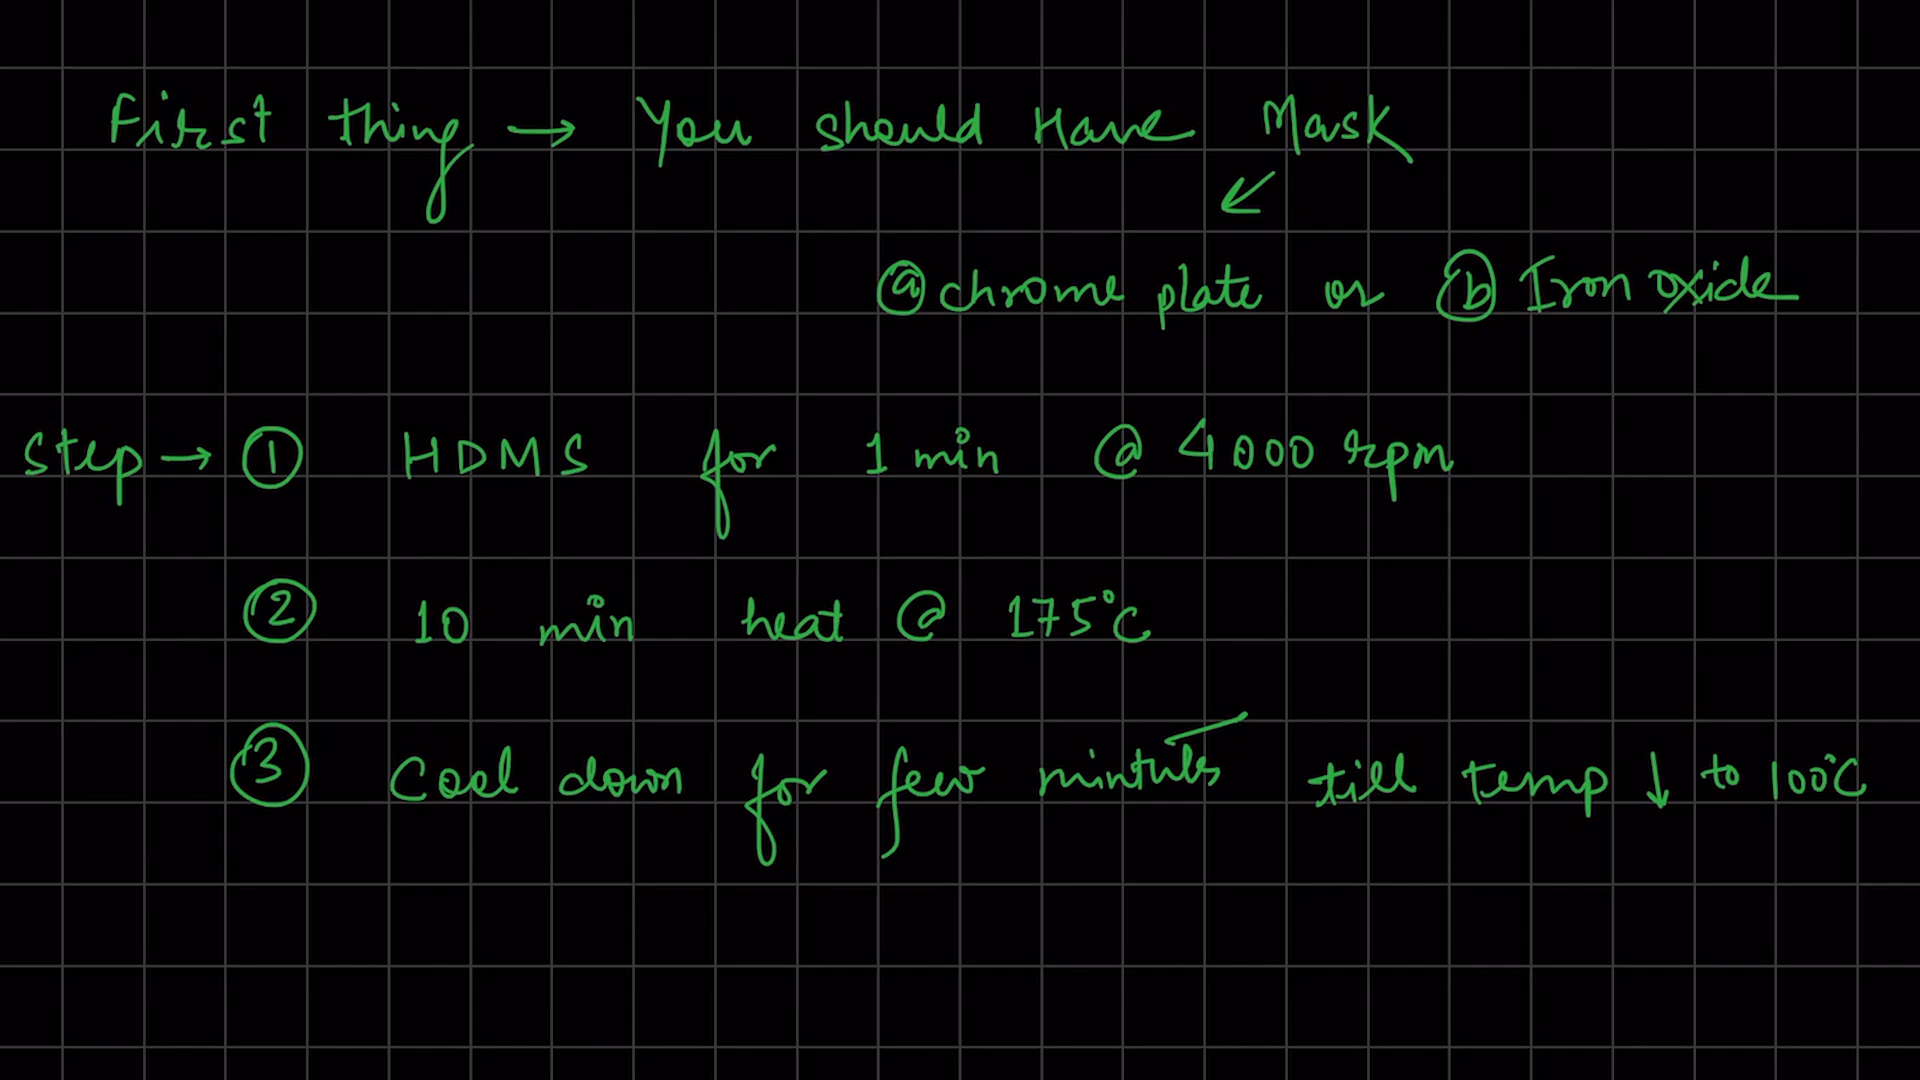 First thing → You should Have Mask
↙
ⓐ chrome plate or ⓑ Iron oxide
Step → ① HDMS for 1 min @ 4000 rpm
② 10 min heat @ 175°C
③ Cool down for few mintules till temp ↓ to 100°C